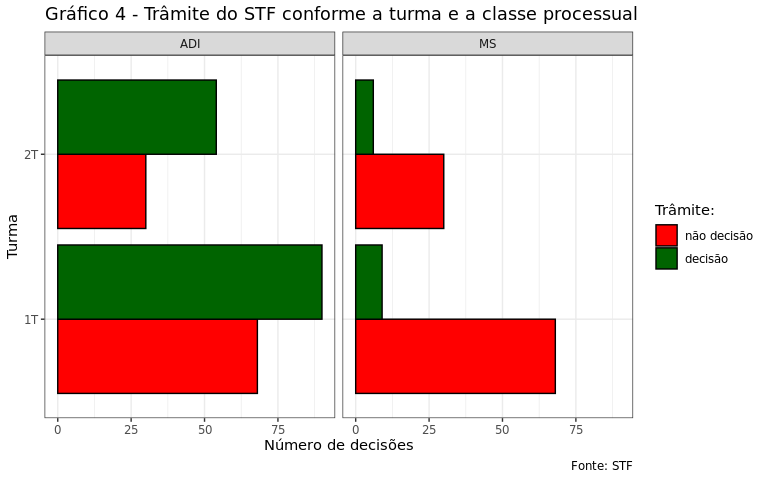 Gráfico 4 - Trâmite do STF conforme a turma e a classe processual
ADI
MS
2T
1T
Turma
0 25 50 75
0 25 50 75
Número de decisões
Trâmite:
não decisão
decisão
Fonte: STF